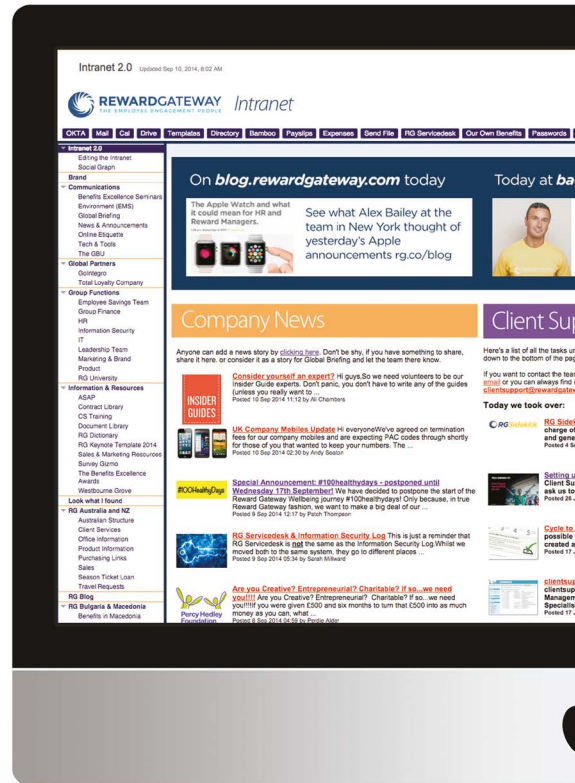 Intranet 2.0 Updated Sep 10, 2014, 8:02 AM
REWARDGATEWAY Intranet
THE EMPLOYEE ENGAGEMENT PEOPLE
OKTA Mail Cal Drive Templates Directory Bamboo Payslips Expenses Send File RG Servicedesk Our Own Benefits Passwords
Intranet 2.0
Editing the Intranet
Social Graph
Brand
Communications
Benefits Excellence Seminars
Environment (EMS)
Global Briefing
News & Announcements
Online Etiquette
Tech & Tools
The GBU
Global Partners
GoIntegro
Total Loyalty Company
Group Functions
Employee Savings Team
Group Finance
HR
Information Security
IT
Leadership Team
Marketing & Brand
Product
RG University
Information & Resources
ASAP
Contract Library
CS Training
Document Library
RG Dictionary
RG Keynote Template 2014
Sales & Marketing Resources
Survey Gizmo
The Benefits Excellence
Awards
Westbourne Grove
Look what I found
RG Australia and NZ
Australian Structure
Client Services
Office Information
Product Information
Purchasing Links
Sales
Season Ticket Loan
Travel Requests
RG Blog
RG Bulgaria & Macedonia
Benefits in Macedonia
On blog.rewardgateway.com today
The Apple Watch and what
it could mean for HR and
Reward Managers.
See what Alex Bailey at the
team in New York thought of
yesterday's Apple
announcements rg.co/blog
Today at ba
Company News
Anyone can add a news story by clicking here. Don't be shy, if you have something to share,
share it here. or consider it as a story for Global Briefing and let the team there know.
INSIDER
GUIDES
Consider yourself an expert? Hi guys,So we need volunteers to be our
Insider Guide experts. Don't panic, you don't have to write any of the guides
(unless you really want to ...
Posted 10 Sep 2014 11:12 by Ali Chambers
UK Company Mobiles Update Hi everyoneWe've agreed on termination
fees for our company mobiles and are expecting PAC codes through shortly
for those of you that wanted to keep your numbers. The ...
Posted 10 Sep 2014 02:30 by Andy Seaton
#100HealthyDays
Special Announcement: #100healthydays - postponed until
Wednesday 17th September! We have decided to postpone the start of the
Reward Gateway Wellbeing journey #100healthydays! Only because, in true
Reward Gateway fashion, we want to make a big deal of our ...
Posted 9 Sep 2014 12:17 by Patch Thompson
RG Servicedesk & Information Security Log This is just a reminder that
RG Servicedesk is not the same as the Information Security Log.Whilst we
moved both to the same system, they go to different places ...
Posted 9 Sep 2014 05:34 by Sarah Millward
Percy Hedley
Foundation
Are you Creative? Entrepreneurial? Charitable? If so...we need
you!!!! Are you Creative? Entrepreneurial? Charitable? If so...we need
you!!!!If you were given £500 and six months to turn that £500 into as much
money as you can, what ...
Posted 8 Sep 2014 04:59 by Perdie Alder
Client Sup
Here's a list of all the tasks un
down to the bottom of the pag
If you want to contact the tear
email or you can always find o
clientsupport@rewardgatew
Today we took over:
RG Sidekick
RG Sidek
charge of
and gene
Posted 4 S
Setting u
Client Su
ask us to
Posted 26
Cycle to
possible
created a
Posted 17
clientsup
clientsup
Managem
Specialis
Posted 17